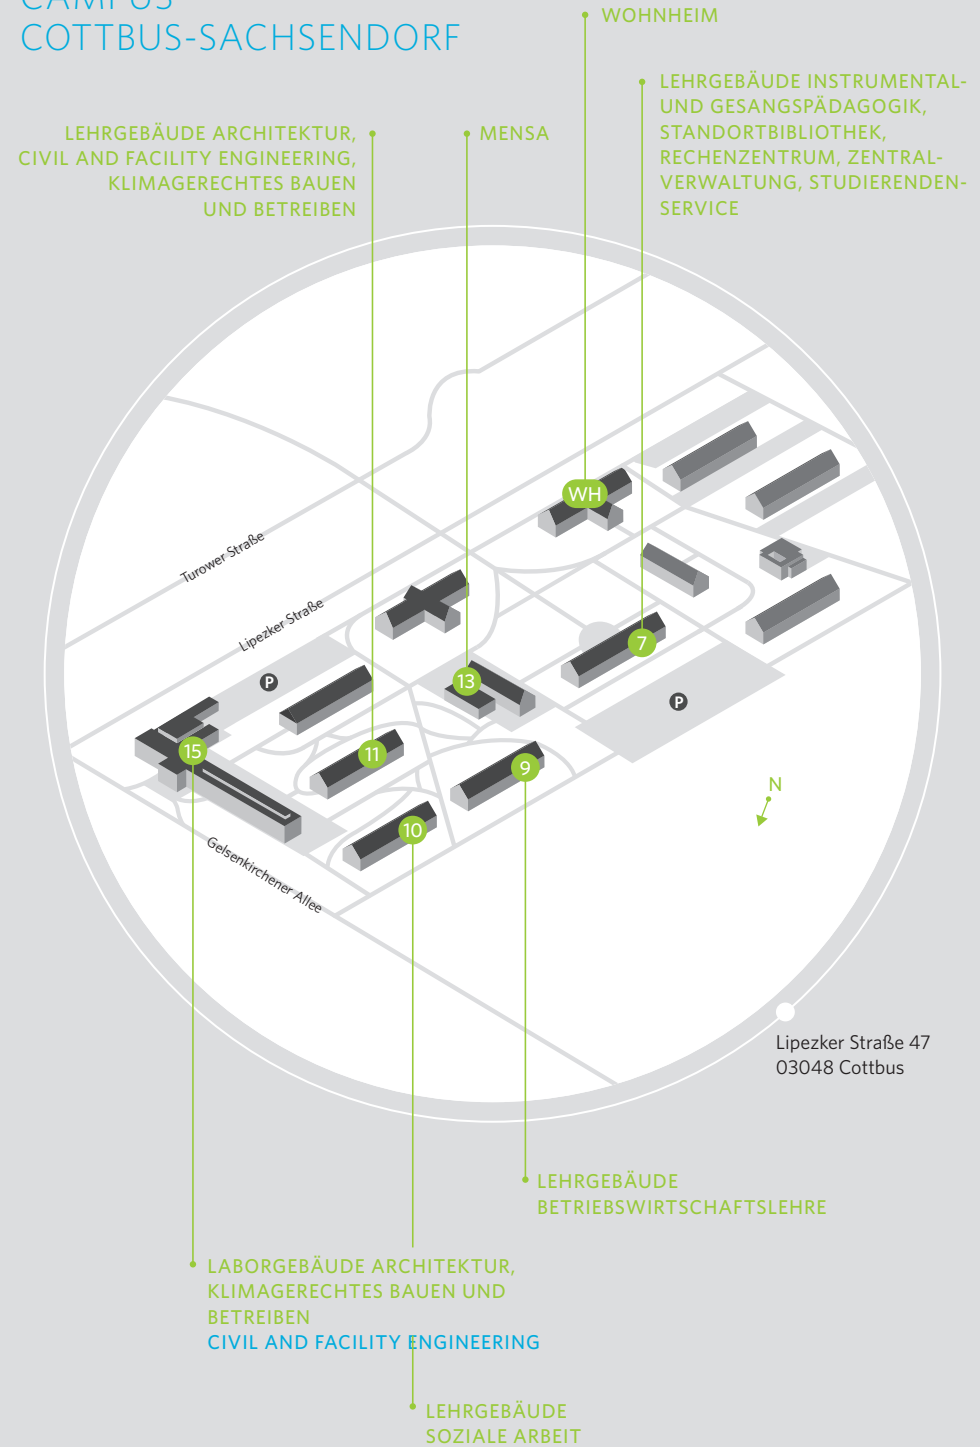 CAMPUS
COTTBUS-SACHSENDORF
WOHNHEIM
LEHRGEBÄUDE INSTRUMENTAL-
UND GESANGSPÄDAGOGIK,
STANDORTBIBLIOTHEK,
RECHENZENTRUM, ZENTRAL-
VERWALTUNG, STUDIERENDEN-
SERVICE
LEHRGEBÄUDE ARCHITEKTUR,
CIVIL AND FACILITY ENGINEERING,
KLIMAGERECHTES BAUEN
UND BETREIBEN
MENSA
WH
Turower Straße
Lipezker Straße
7
13
P
P
15
11
9
10
N
Gelsenkirchener Allee
Lipezker Straße 47
03048 Cottbus
LEHRGEBÄUDE
BETRIEBSWIRTSCHAFTSLEHRE
LABORGEBÄUDE ARCHITEKTUR,
KLIMAGERECHTES BAUEN UND
BETREIBEN
CIVIL AND FACILITY ENGINEERING
LEHRGEBÄUDE
SOZIALE ARBEIT